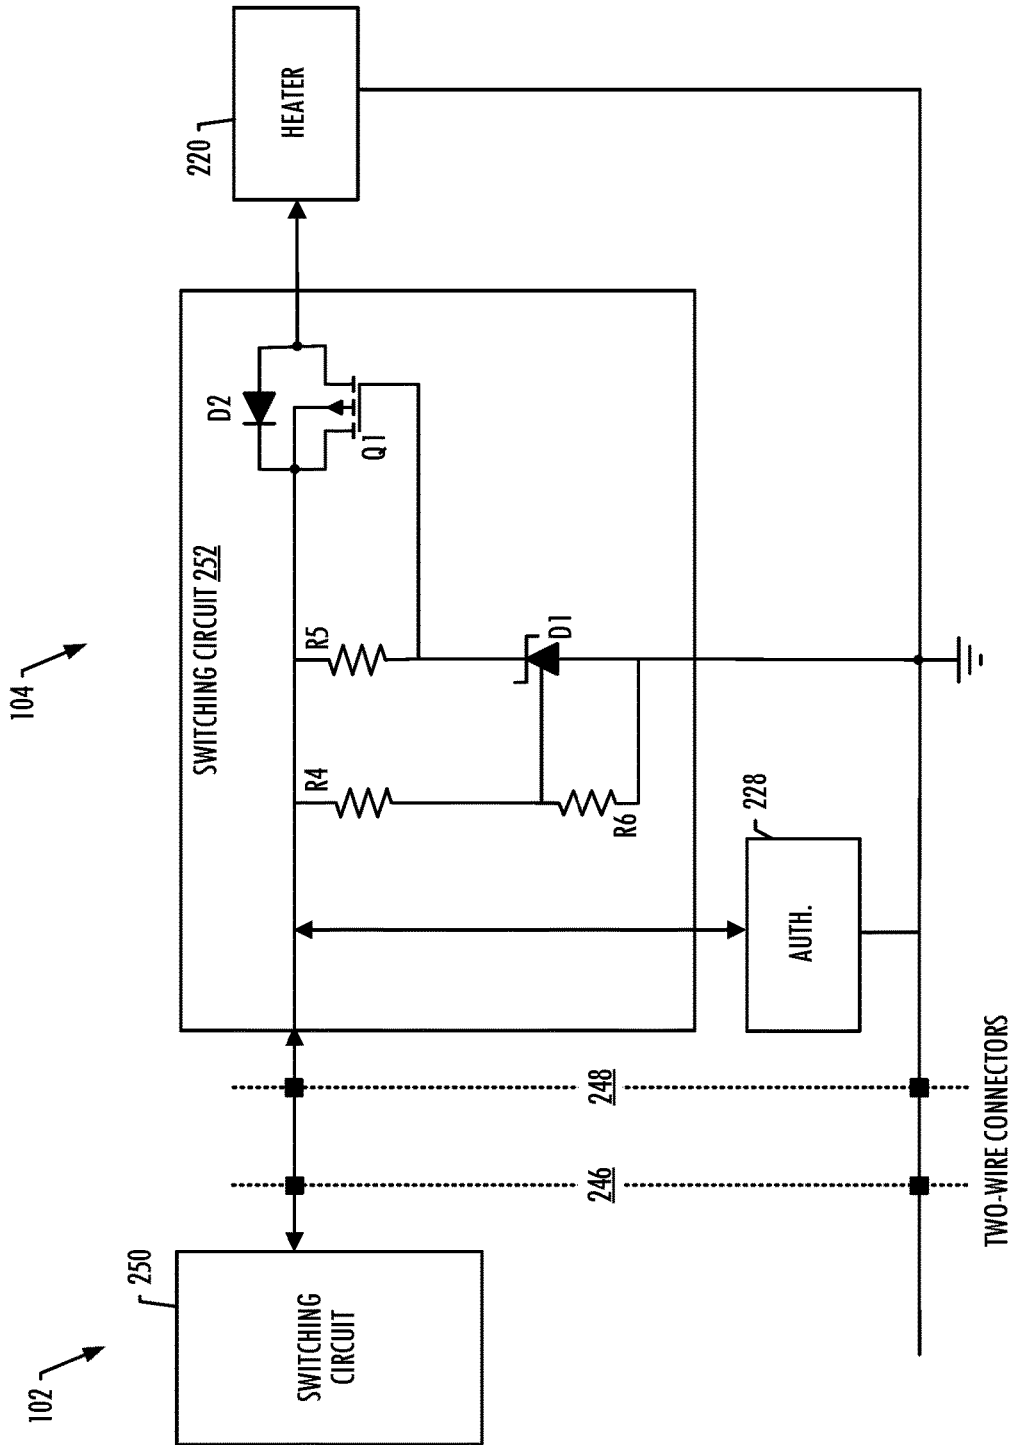 104
102
250
SWITCHING
CIRCUIT
246
248
TWO-WIRE CONNECTORS
SWITCHING CIRCUIT 252
R4
R5
R6
D1
D2
Q1
AUTH.
228
220
HEATER